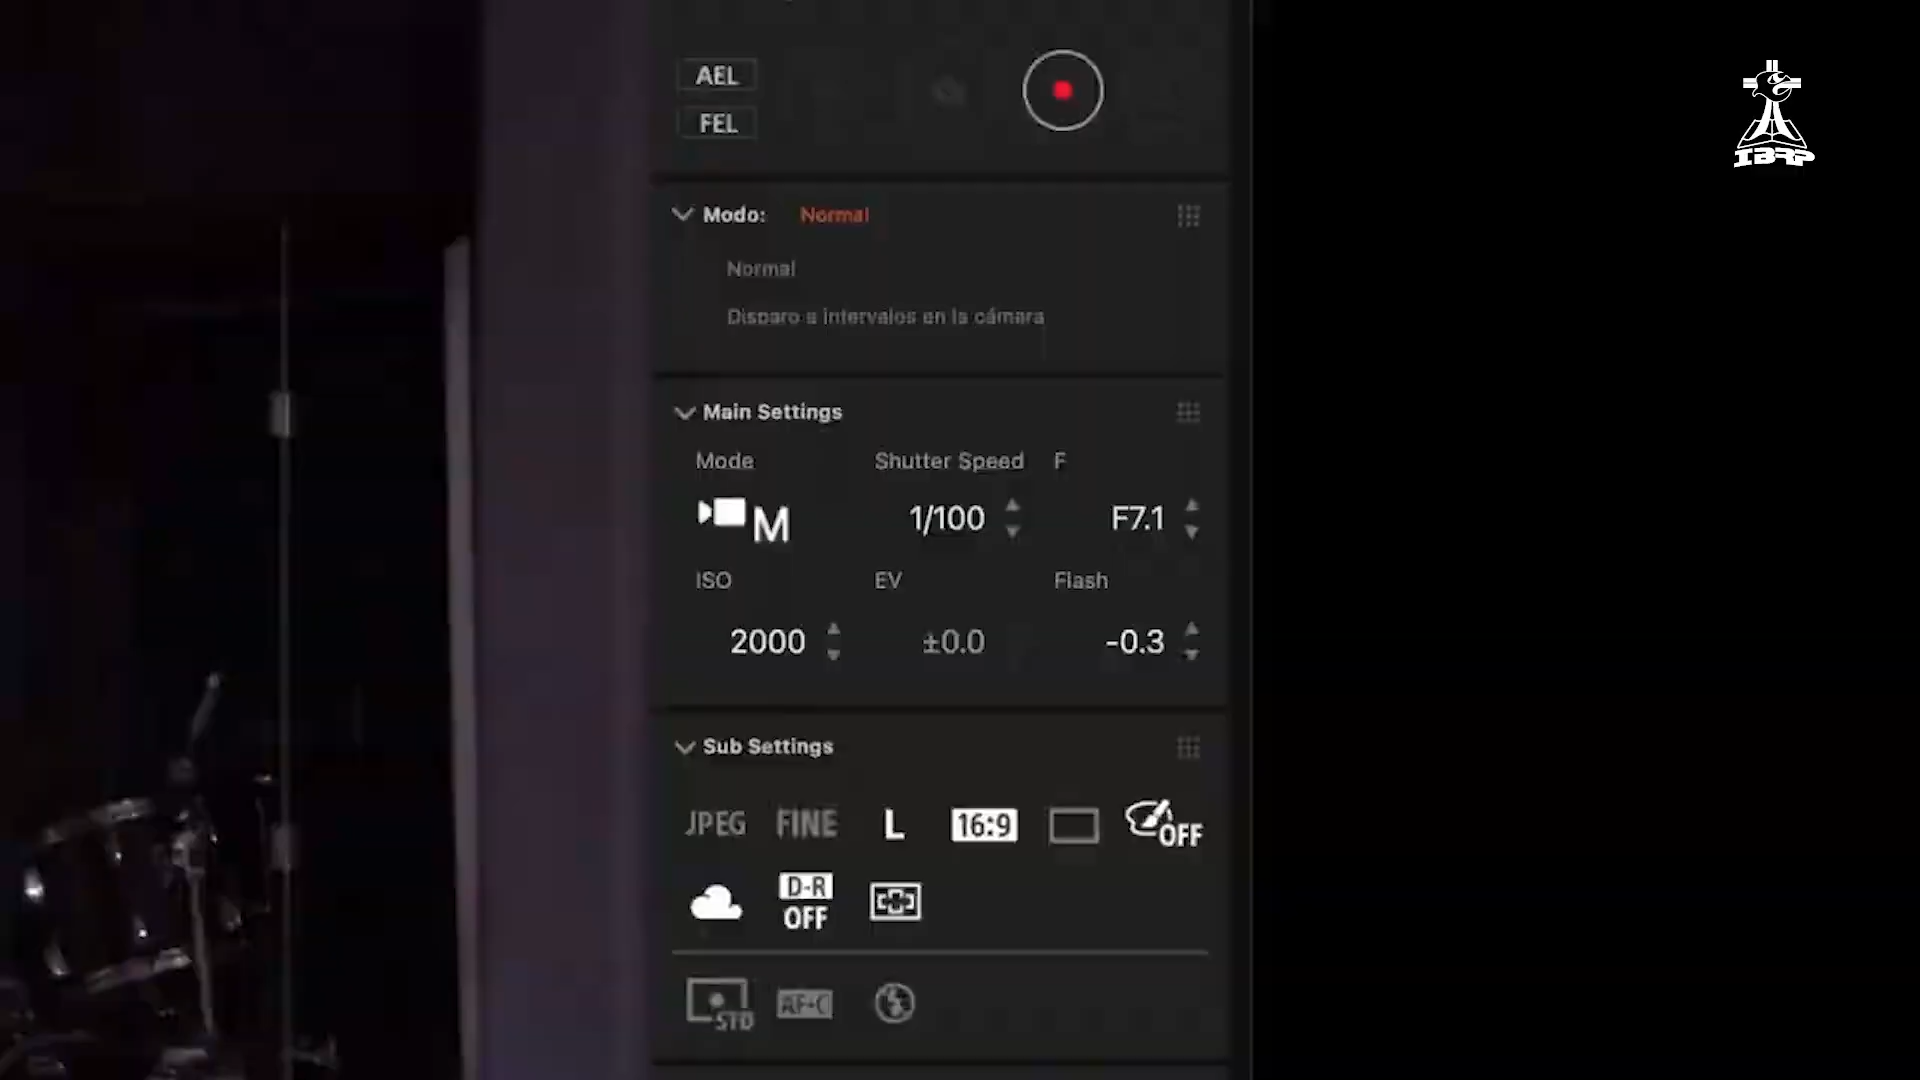 AEL
FEL
IBRP
Modo: Normal
Normal
Disparo a intervalos en la cámara
Main Settings
Mode Shutter Speed F
M 1/100 F7.1
ISO EV Flash
2000 ±0.0 -0.3
Sub Settings
JPEG FINE L 16:9 OFF
D-R
OFF
STD AF-C